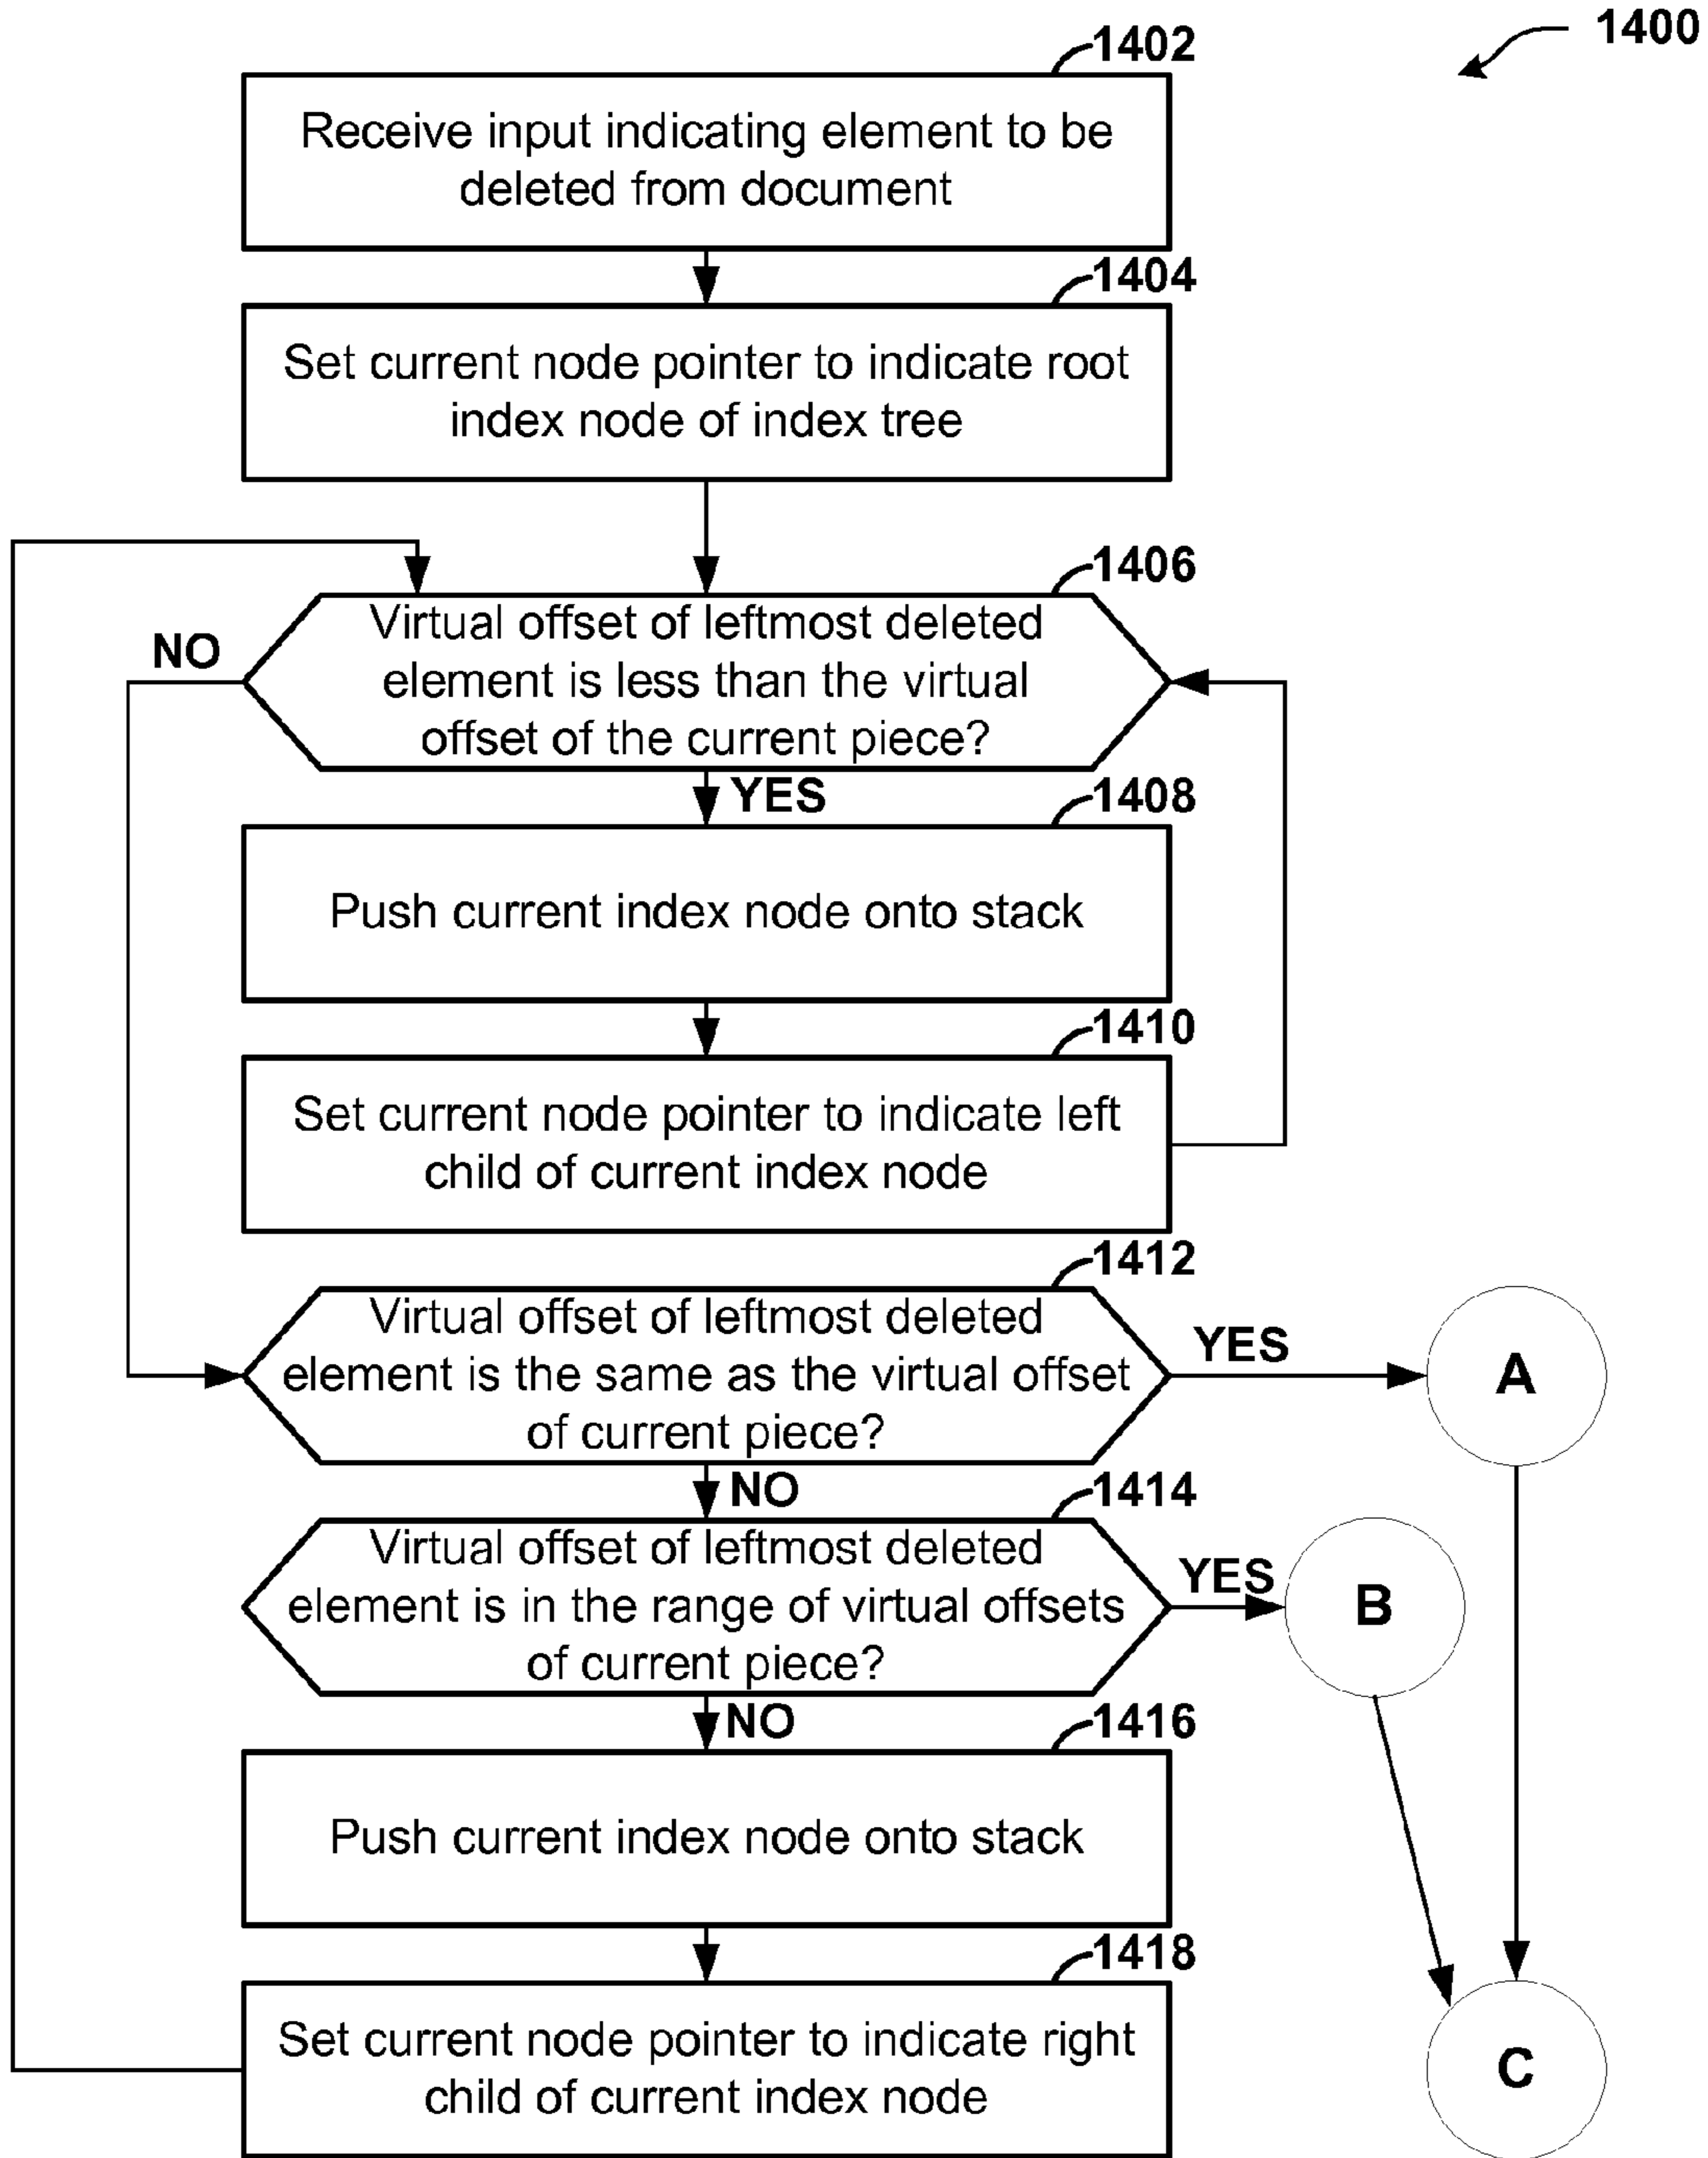 1400
1402
Receive input indicating element to be
deleted from document
1404
Set current node pointer to indicate root
index node of index tree
1406
Virtual offset of leftmost deleted
element is less than the virtual
offset of the current piece?
NO
YES
1408
Push current index node onto stack
1410
Set current node pointer to indicate left
child of current index node
1412
Virtual offset of leftmost deleted
element is the same as the virtual offset
of current piece?
YES
A
NO
1414
Virtual offset of leftmost deleted
element is in the range of virtual offsets
of current piece?
YES
B
NO
1416
Push current index node onto stack
1418
Set current node pointer to indicate right
child of current index node
C